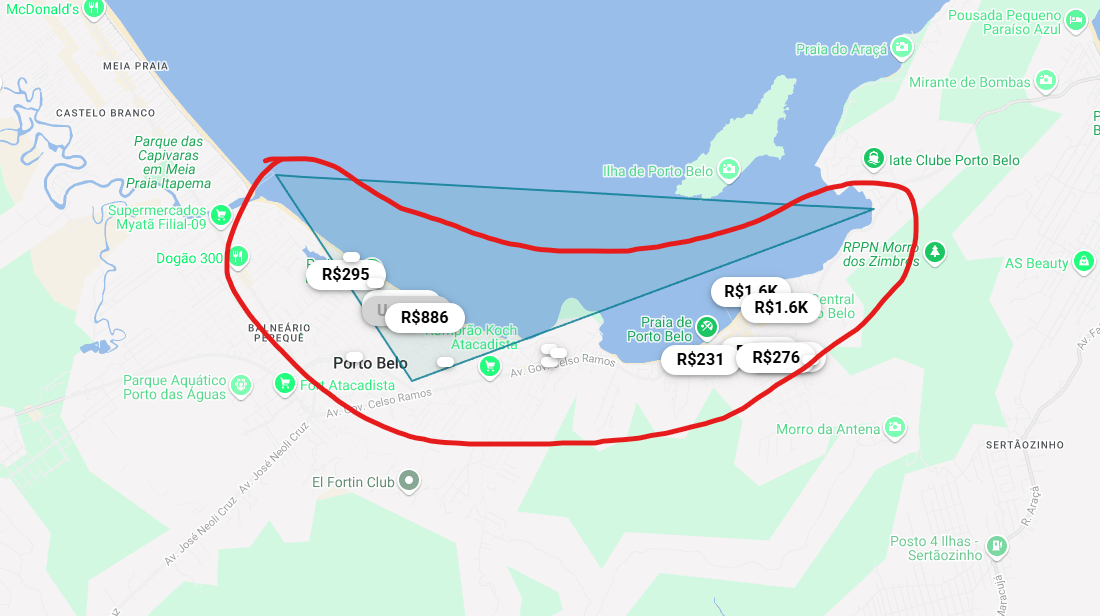 McDonald's
Pousada Pequeno
Paraíso Azul
Praia do Araçá
MEIA PRAIA
Mirante de Bombas
CASTELO BRANCO
Parque das
Capivaras
em Meia
Praia-Itapema
Iate Clube Porto Belo
Ilha de Porto Belo
Supermercados
Myatã Filial-09
Dogão 300
RPPN Morro
dos Zimbros
AS Beauty
R$295
R$1.6K
R$1.6K
R$886
Central
Belo
Praia de
Porto Belo
BALNEÁRIO
PEREQUÊ
Koch
Atacadista
Porto Belo
R$231
R$276
Av. Gov. Celso Ramos
Parque Aquático
Porto das Águas
Fort Atacadista
Av. Gov. Celso Ramos
Morro da Antena
SERTÃOZINHO
Av. José Neoli Cruz
Av. José Neoli Cruz
El Fortin Club
R. Araçá
Posto 4 Ilhas -
Sertãozinho